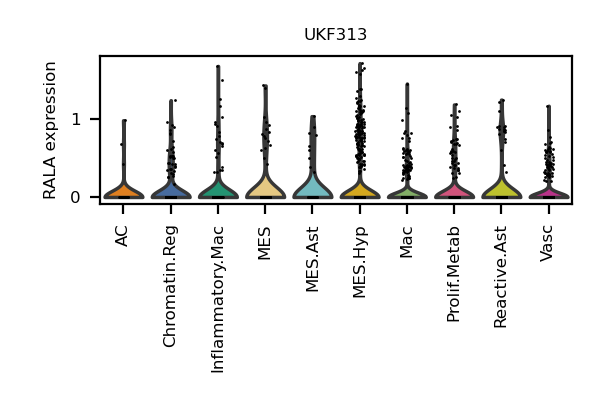 UKF313
RALA expression
1
0
AC
Chromatin.Reg
Inflammatory.Mac
MES
MES.Ast
MES.Hyp
Mac
Prolif.Metab
Reactive.Ast
Vasc